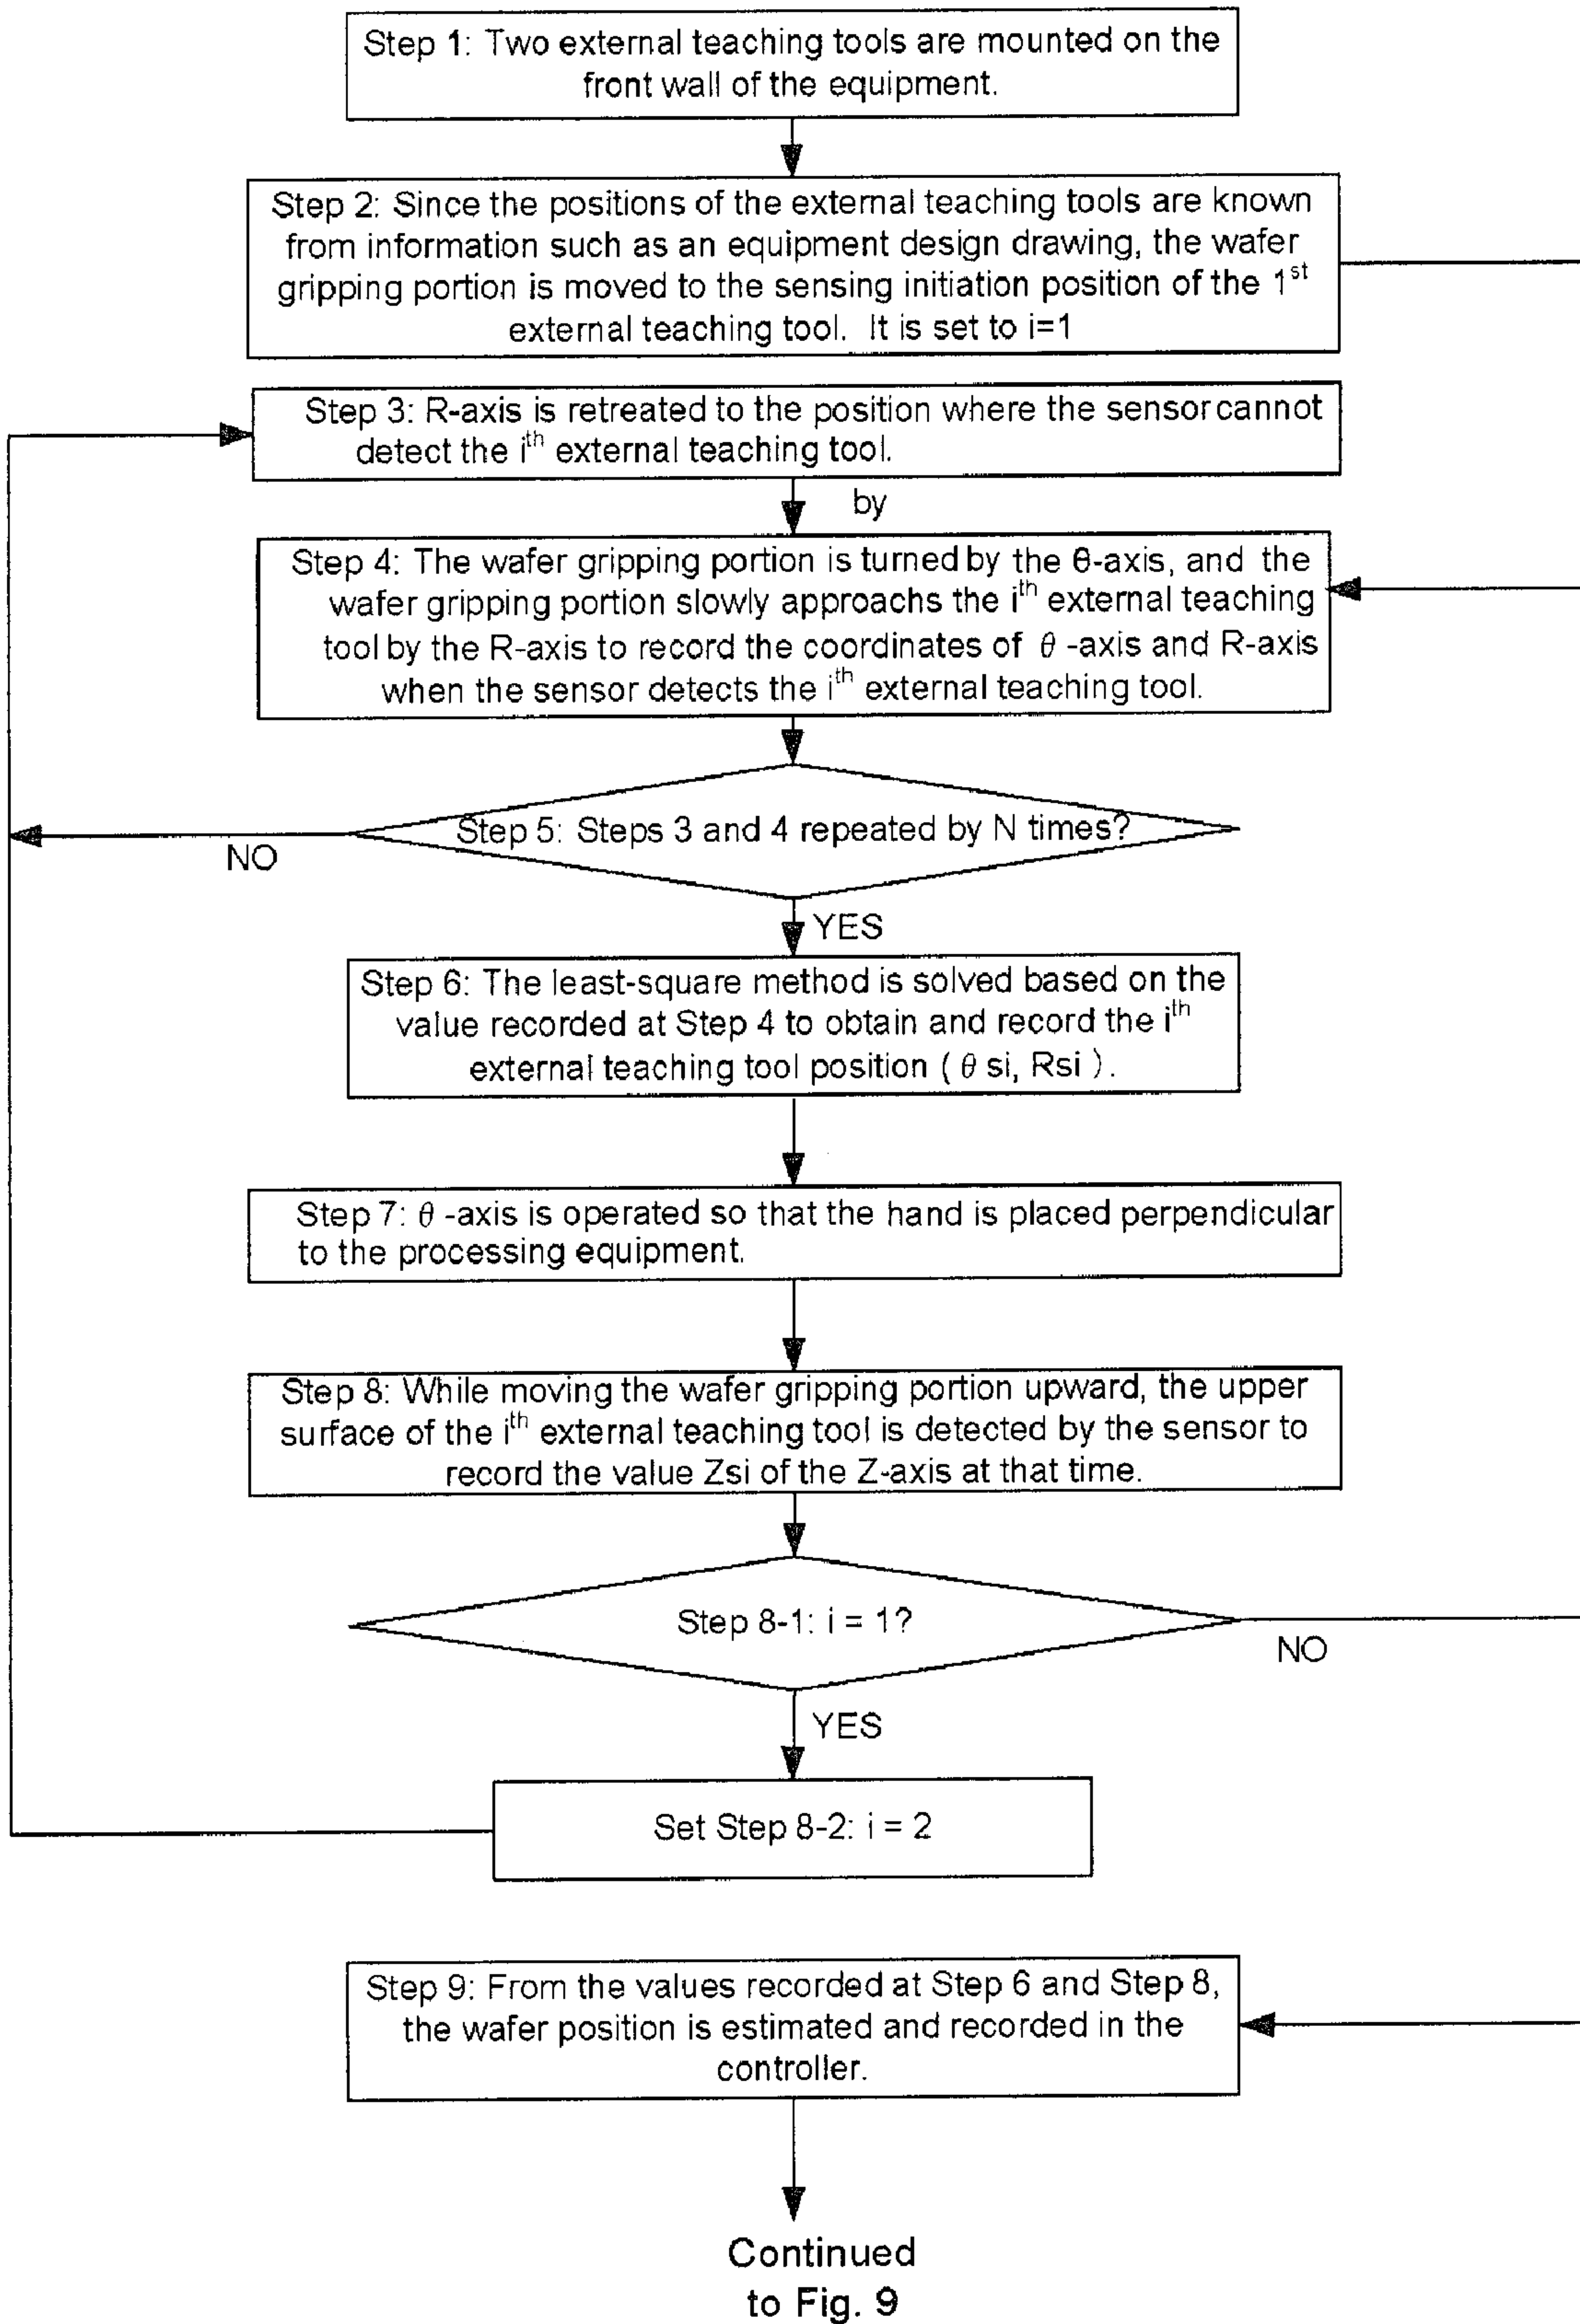 Step 1: Two external teaching tools are mounted on the
front wall of the equipment.
Step 2: Since the positions of the external teaching tools are known
from information such as an equipment design drawing, the wafer
gripping portion is moved to the sensing initiation position of the 1st
external teaching tool. It is set to i=1
Step 3: R-axis is retreated to the position where the sensor cannot
detect the ith external teaching tool.
by
Step 4: The wafer gripping portion is turned by the θ-axis, and the
wafer gripping portion slowly approachs the ith external teaching
tool by the R-axis to record the coordinates of θ -axis and R-axis
when the sensor detects the ith external teaching tool.
Step 5: Steps 3 and 4 repeated by N times?
NO
YES
Step 6: The least-square method is solved based on the
value recorded at Step 4 to obtain and record the ith
external teaching tool position ( θ si, Rsi ).
Step 7: θ -axis is operated so that the hand is placed perpendicular
to the processing equipment.
Step 8: While moving the wafer gripping portion upward, the upper
surface of the ith external teaching tool is detected by the sensor to
record the value Zsi of the Z-axis at that time.
Step 8-1: i = 1?
NO
YES
Set Step 8-2: i = 2
Step 9: From the values recorded at Step 6 and Step 8,
the wafer position is estimated and recorded in the
controller.
Continued
to Fig. 9